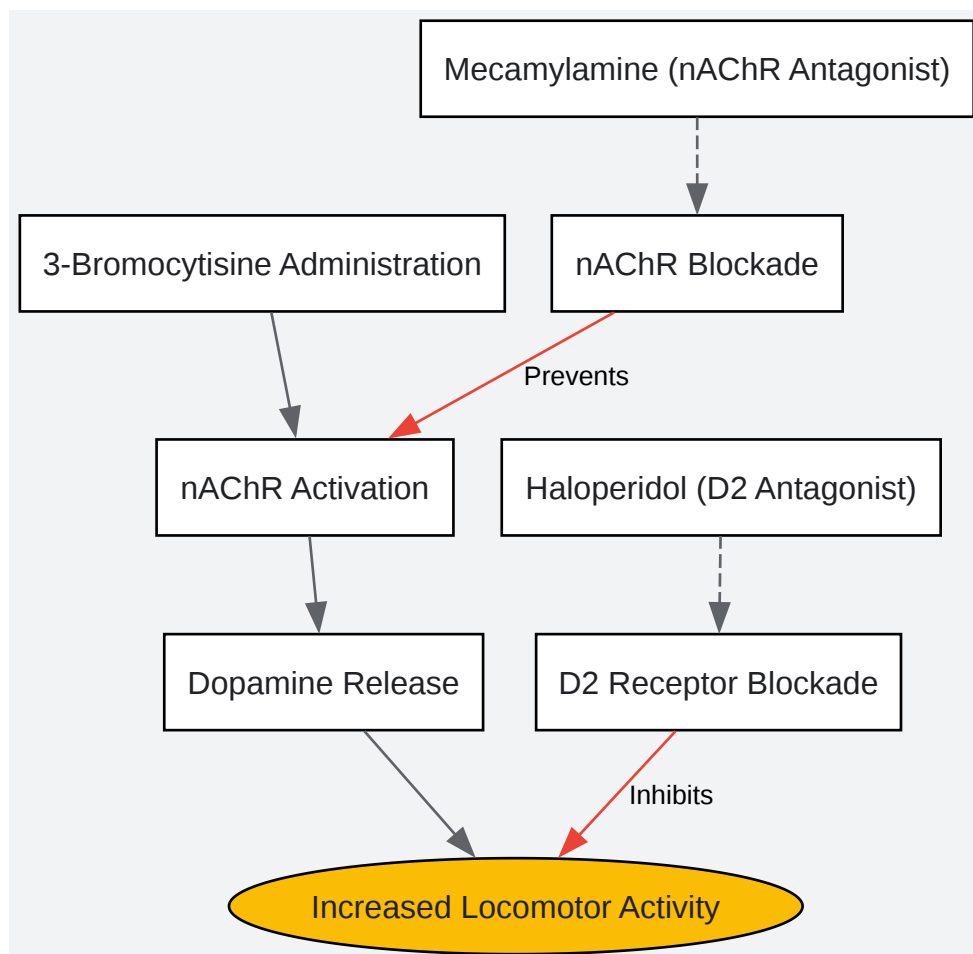 Mecamylamine (nAChR Antagonist)
3-Bromocytisine Administration
nAChR Blockade
Prevents
nAChR Activation
Haloperidol (D2 Antagonist)
Dopamine Release
D2 Receptor Blockade
Inhibits
Increased Locomotor Activity